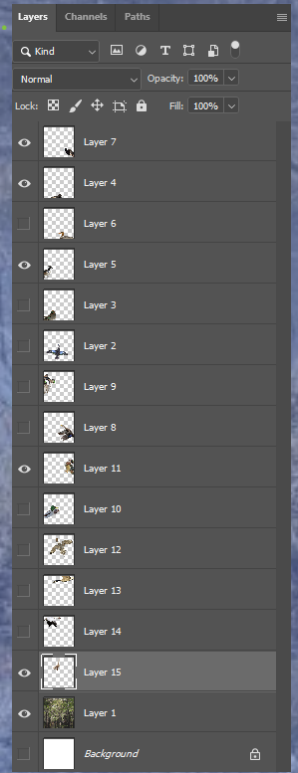 Layers Channels Paths
Kind T
Normal Opacity: 100%
Lock: Fill: 100%
Layer 7
Layer 4
Layer 6
Layer 5
Layer 3
Layer 2
Layer 9
Layer 8
Layer 11
Layer 10
Layer 12
Layer 13
Layer 14
Layer 15
Layer 1
Background